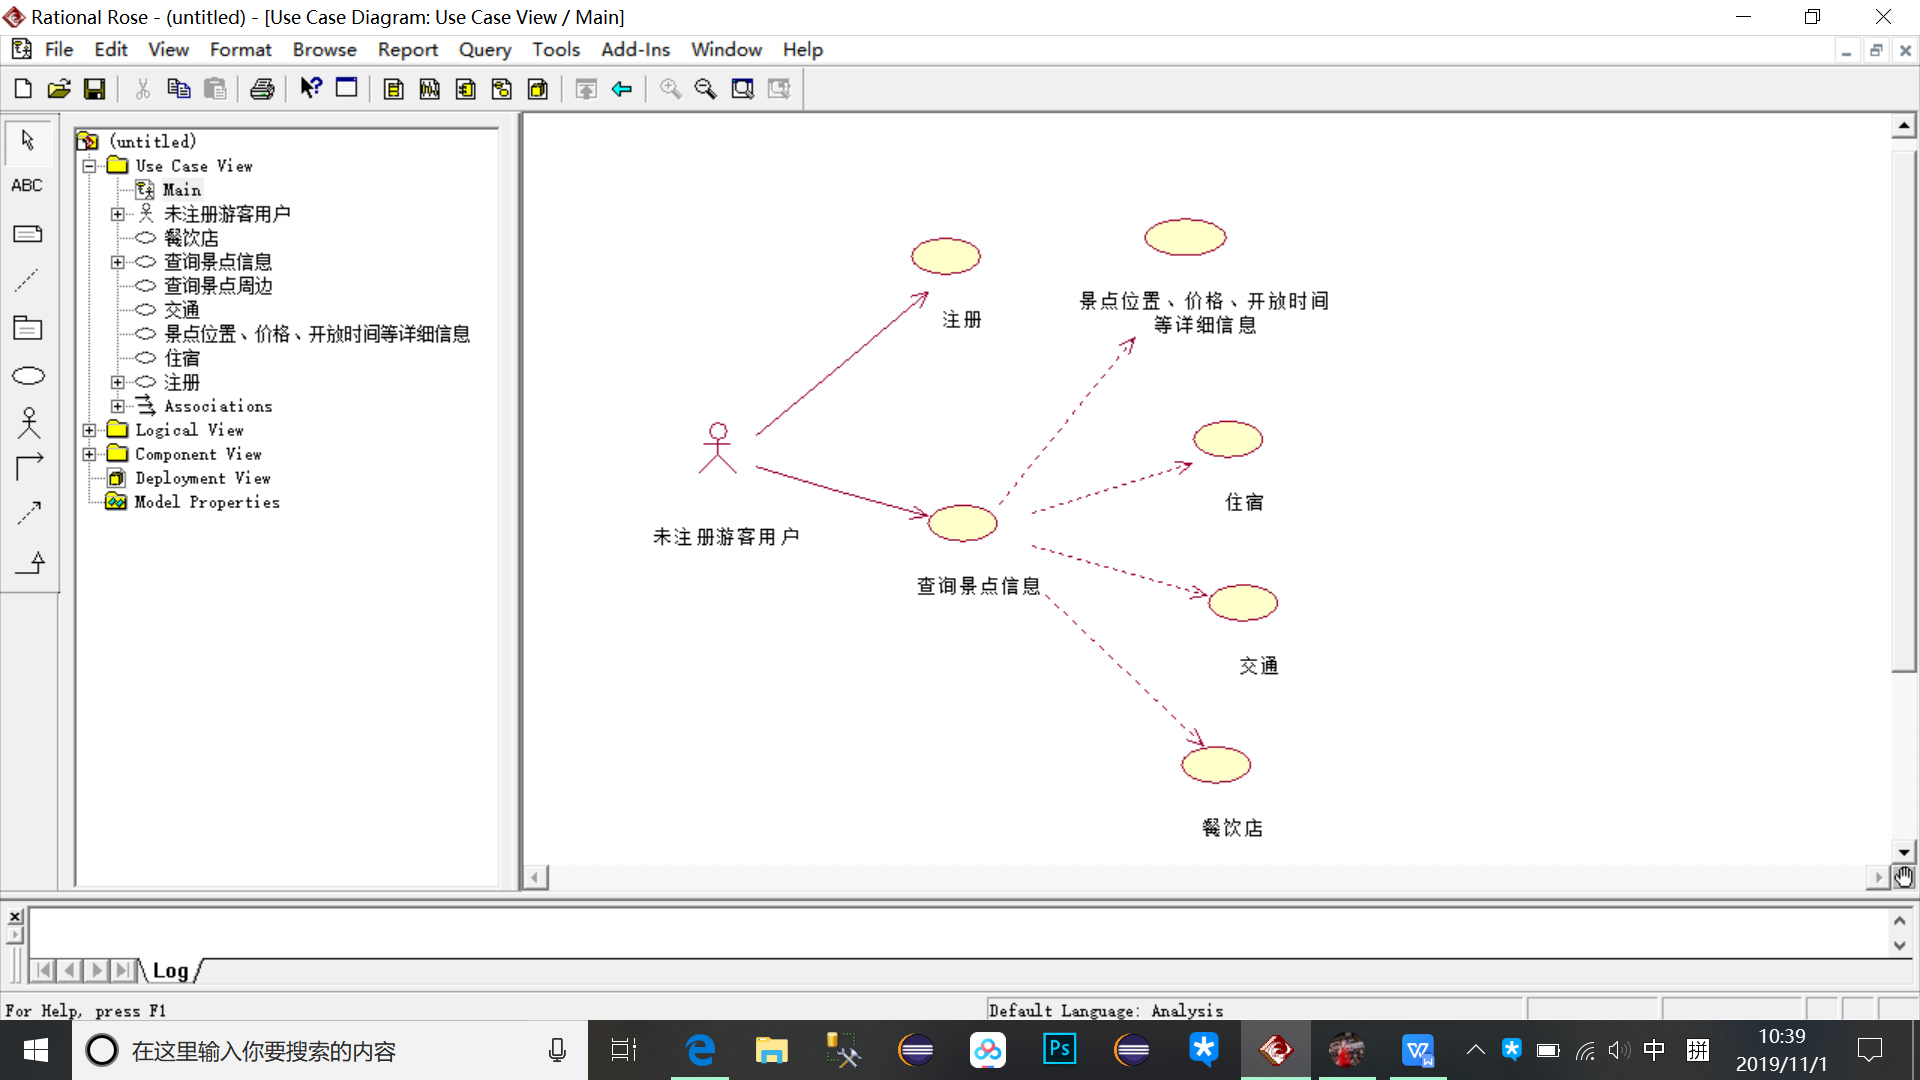 Rational Rose - (untitled) - [Use Case Diagram: Use Case View / Main]
File Edit View Format Browse Report Query Tools Add-Ins Window Help
ABC
(untitled)
Use Case View
Main
未注册游客用户
餐饮店
查询景点信息
查询景点周边
交通
景点位置、价格、开放时间等详细信息
住宿
注册
Associations
Logical View
Component View
Deployment View
Model Properties
注册
景点位置、价格、开放时间
等详细信息
住宿
未注册游客用户
查询景点信息
交通
餐饮店
Log
For Help, press F1
Default Language: Analysis
在这里输入你要搜索的内容
Ps
W
中
拼
10:39
2019/11/1